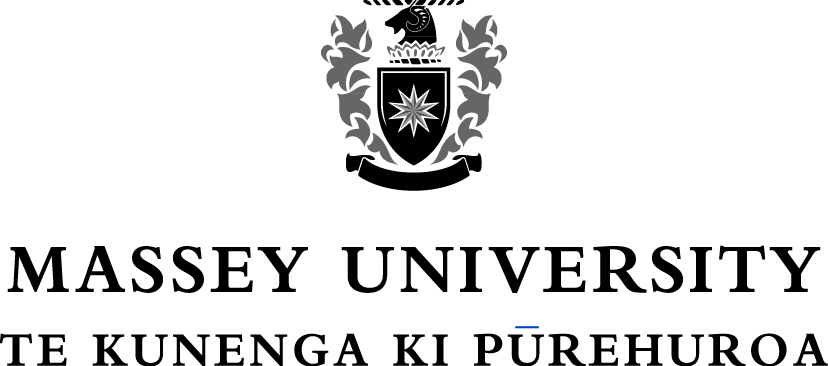 MASSEY UNIVERSITY
TE KUNENGA KI PŪREHUROA